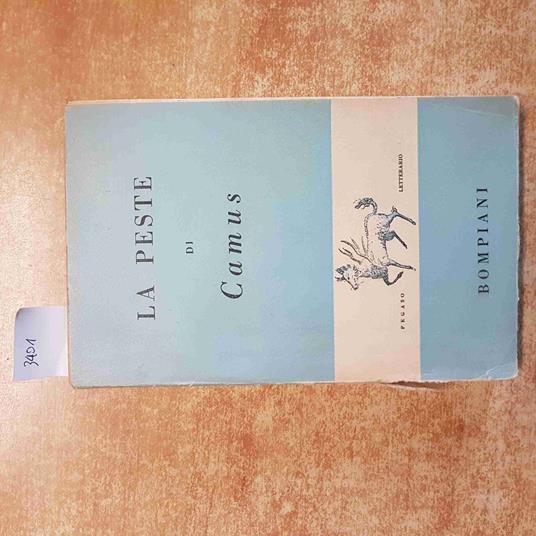 LA PESTE
DI
Camus
PEGASO LETTERARIO
BOMPIANI
3401